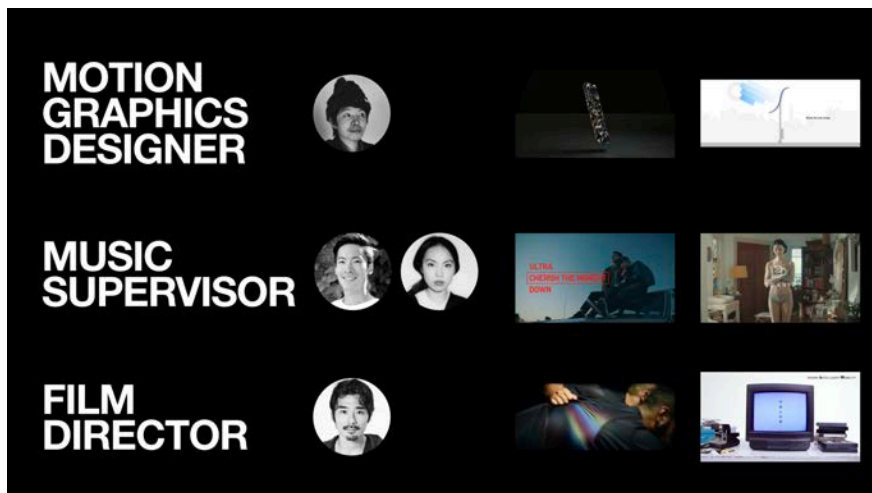 MOTION
GRAPHICS
DESIGNER
MUSIC
SUPERVISOR
ULTRA
CHERISH THE MOMENT
DOWN
FILM
DIRECTOR